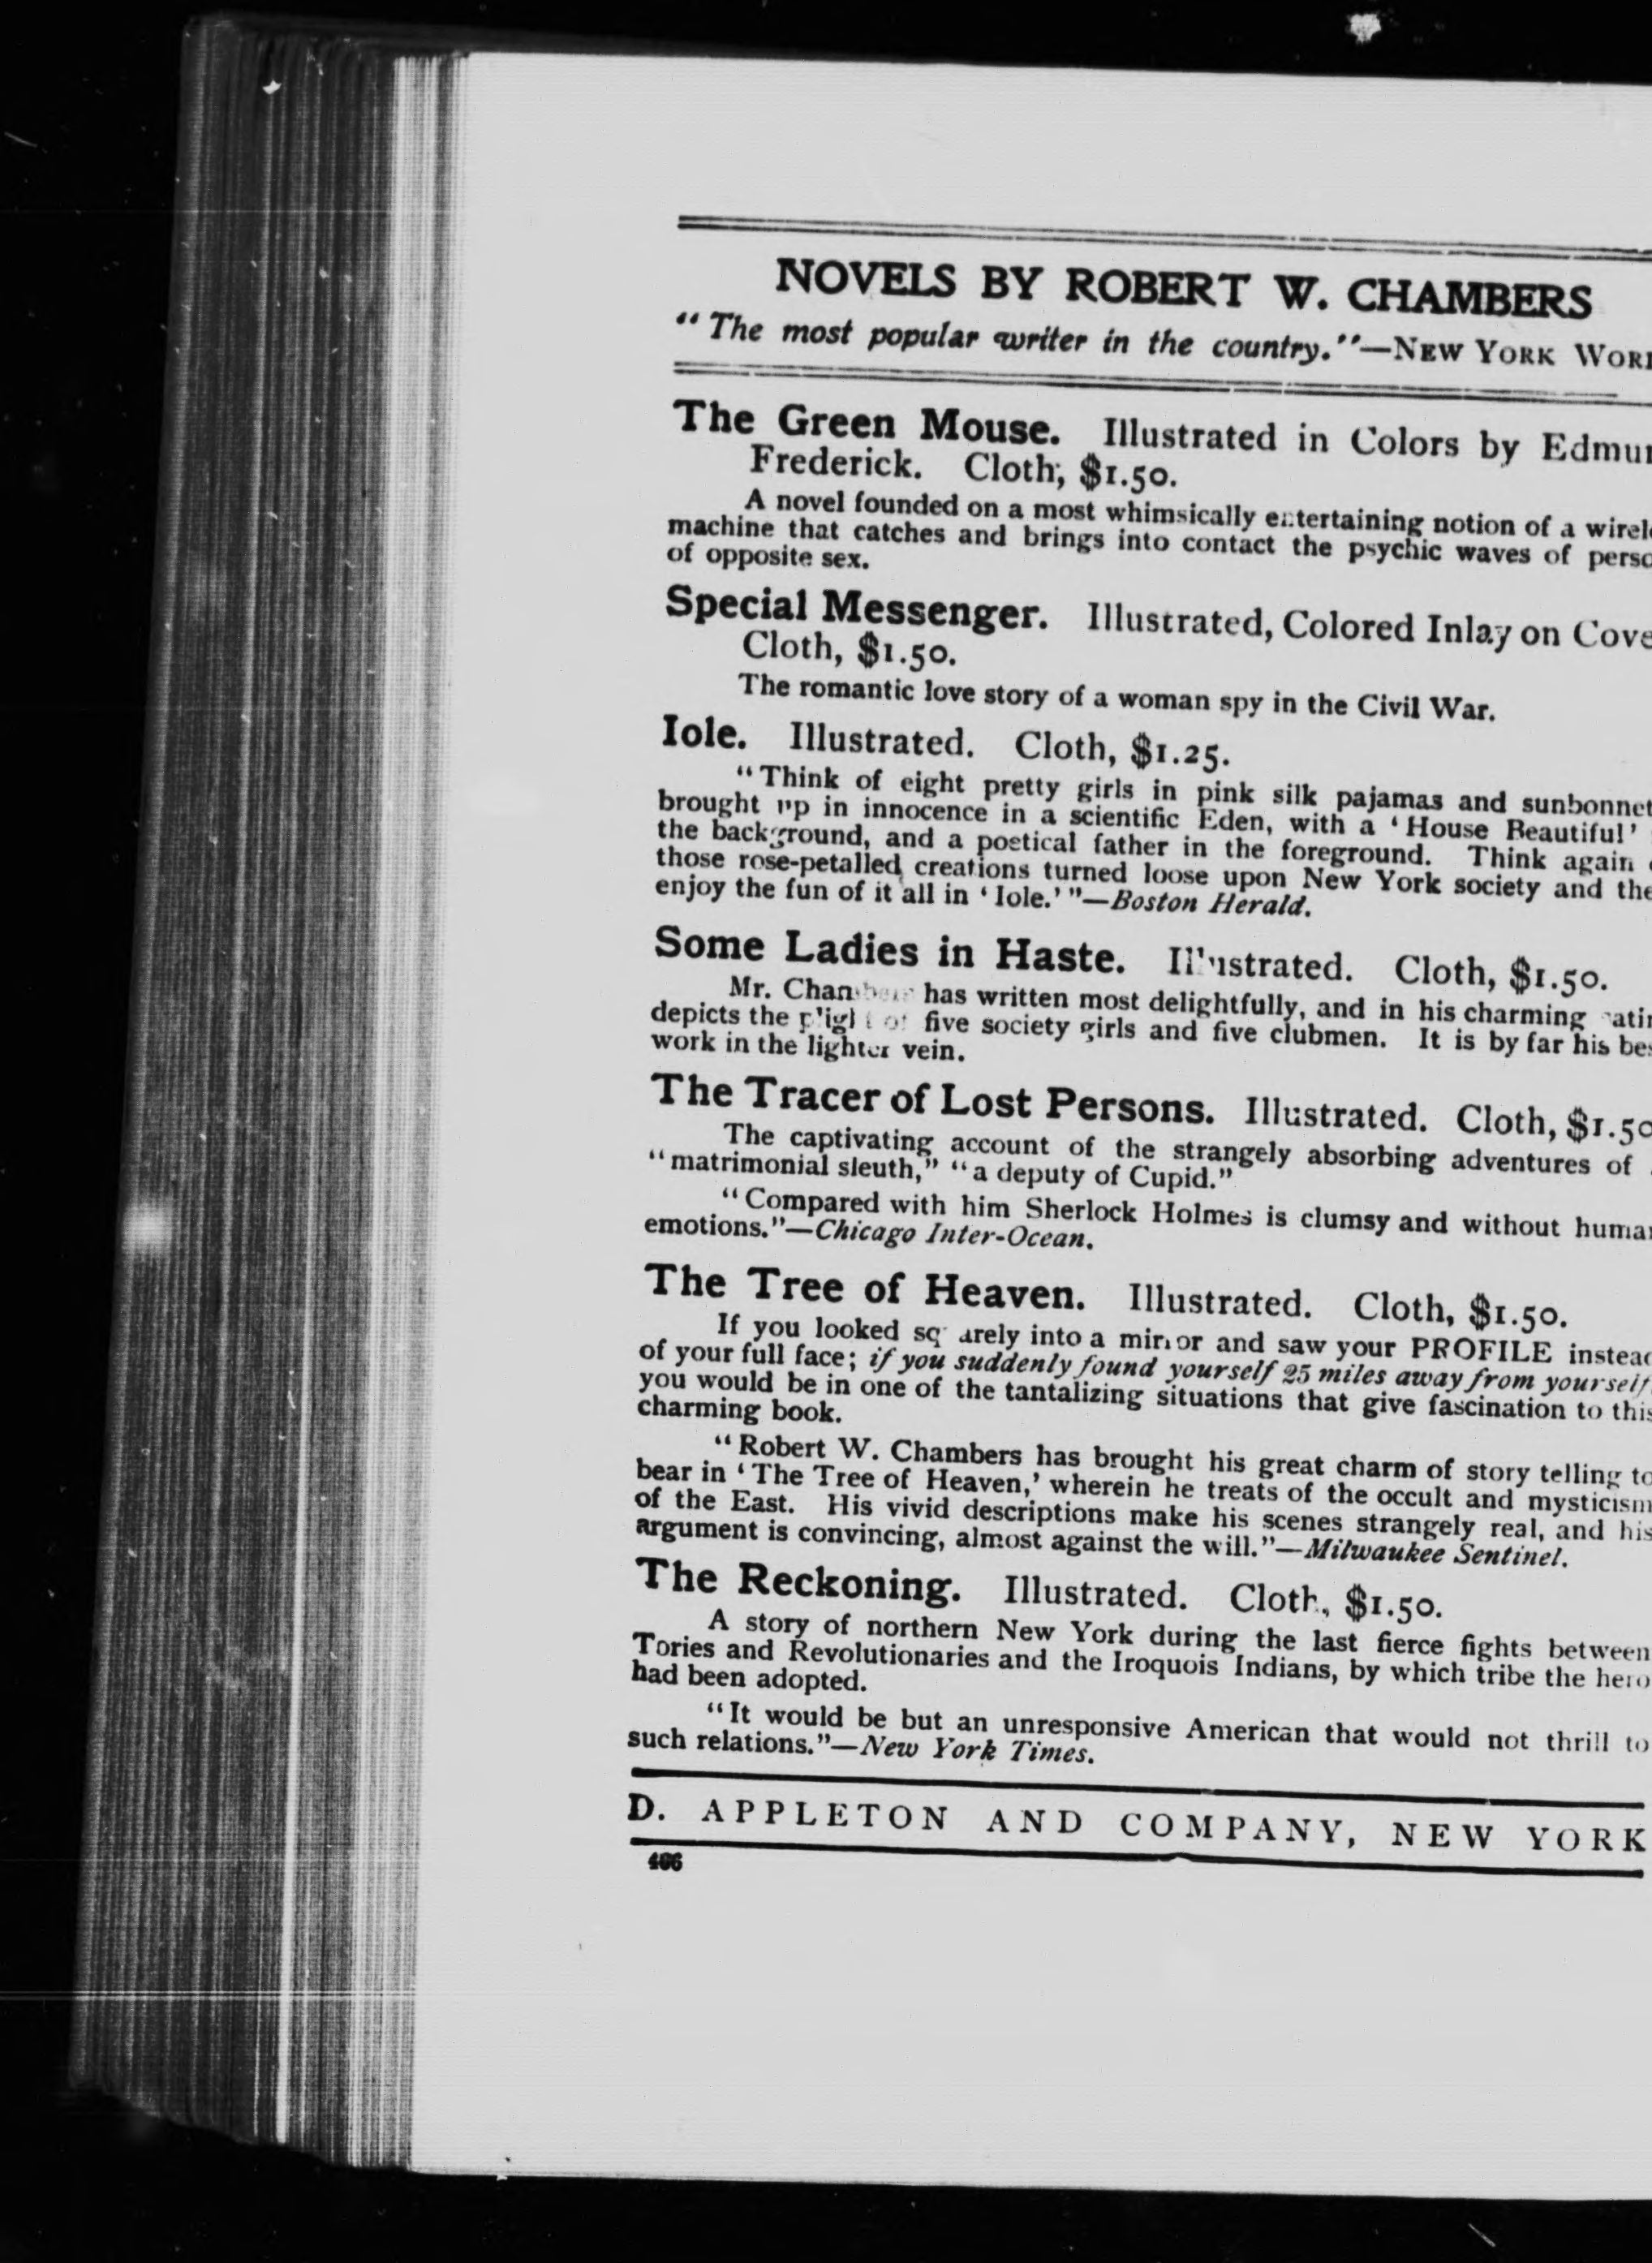 NOVELS BY ROBERT W. CHAMBERS
"The most popular writer in the country."—NEW YORK
The Green Mouse. Illustrated in Colors by
Frederick. Cloth, $1.50.
A novel founded on a most whimsically entertaining notion of a
machine that catches and brings into contact the psychic waves of
of opposite sex.
Special Messenger. Illustrated, Colored Inlay on
Cloth, $1.50.
The romantic love story of a woman spy in the Civil War.
Iole. Illustrated. Cloth, $1.25.
"Think of eight pretty girls in pink silk pajamas and
brought up in innocence in a scientific Eden, with a 'House Beautiful'
the background, and a poetical father in the foreground. Think again
those rose-petalled creations turned loose upon New York society and
enjoy the fun of it all in 'Iole.'"—Boston Herald.
Some Ladies in Haste. Illustrated. Cloth, $1.50.
Mr. Chambers has written most delightfully, and in his charming
depicts the plight of five society girls and five clubmen. It is by far his
work in the lighter vein.
The Tracer of Lost Persons. Illustrated. Cloth, $1.50
The captivating account of the strangely absorbing adventures of
"matrimonial sleuth," "a deputy of Cupid."
"Compared with him Sherlock Holmes is clumsy and without
emotions."—Chicago Inter-Ocean.
The Tree of Heaven. Illustrated. Cloth, $1.50.
If you looked squarely into a mirror and saw your PROFILE instead
of your full face; if you suddenly found yourself 25 miles away from yourself,
you would be in one of the tantalizing situations that give fascination to this
charming book.
"Robert W. Chambers has brought his great charm of story telling to
bear in 'The Tree of Heaven,' wherein he treats of the occult and mysticism
of the East. His vivid descriptions make his scenes strangely real, and his
argument is convincing, almost against the will."—Milwaukee Sentinel.
The Reckoning. Illustrated. Cloth, $1.50.
A story of northern New York during the last fierce fights between
Tories and Revolutionaries and the Iroquois Indians, by which tribe the hero
had been adopted.
"It would be but an unresponsive American that would not thrill to
such relations."—New York Times.
D. APPLETON AND COMPANY, NEW YORK